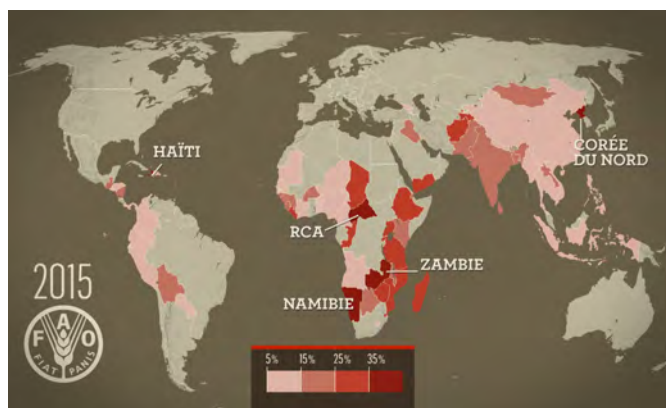 HAÏTI
CORÉE
DU NORD
RCA
ZAMBIE
NAMIBIE
2015
FAO
FIAT PANIS
5% 15% 25% 35%